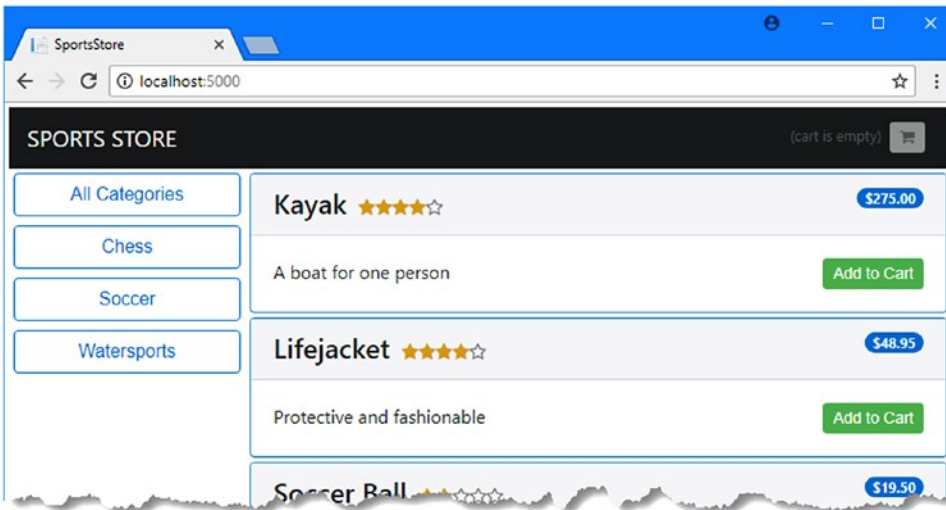 SportsStore
localhost:5000
SPORTS STORE
(cart is empty)
All Categories
Chess
Soccer
Watersports
Kayak
$275.00
A boat for one person
Add to Cart
Lifejacket
$48.95
Protective and fashionable
Add to Cart
Soccer Ball
$19.50